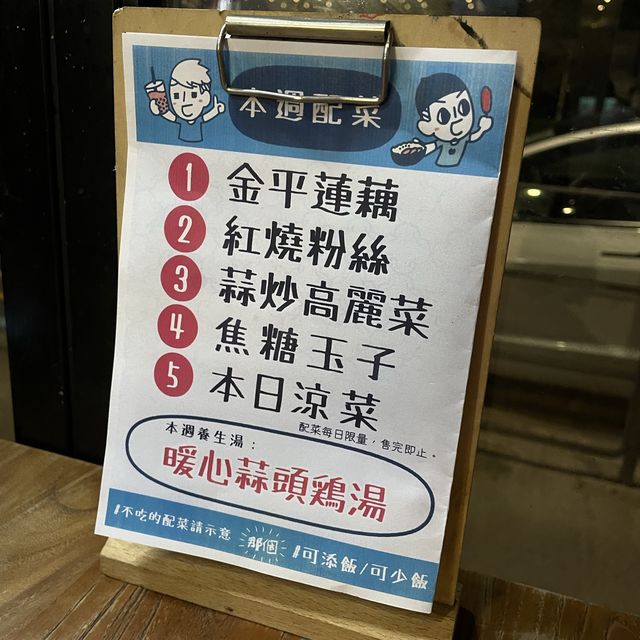 本週配菜
1 金平蓮藕
2 紅燒粉絲
3 蒜炒高麗菜
4 焦糖玉子
5 本日涼菜
配菜每日限量，售完即止。
本週養生湯：
暖心蒜頭鶏湯
#不吃的配菜請示意 那個 #可添飯/可少飯